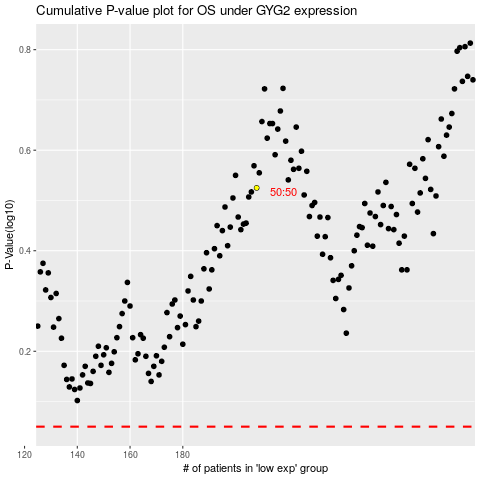 Cumulative P-value plot for OS under GYG2 expression
P-Value(log10)
0.8
0.6
0.4
0.2
50:50
120 140 160 180
# of patients in 'low exp' group